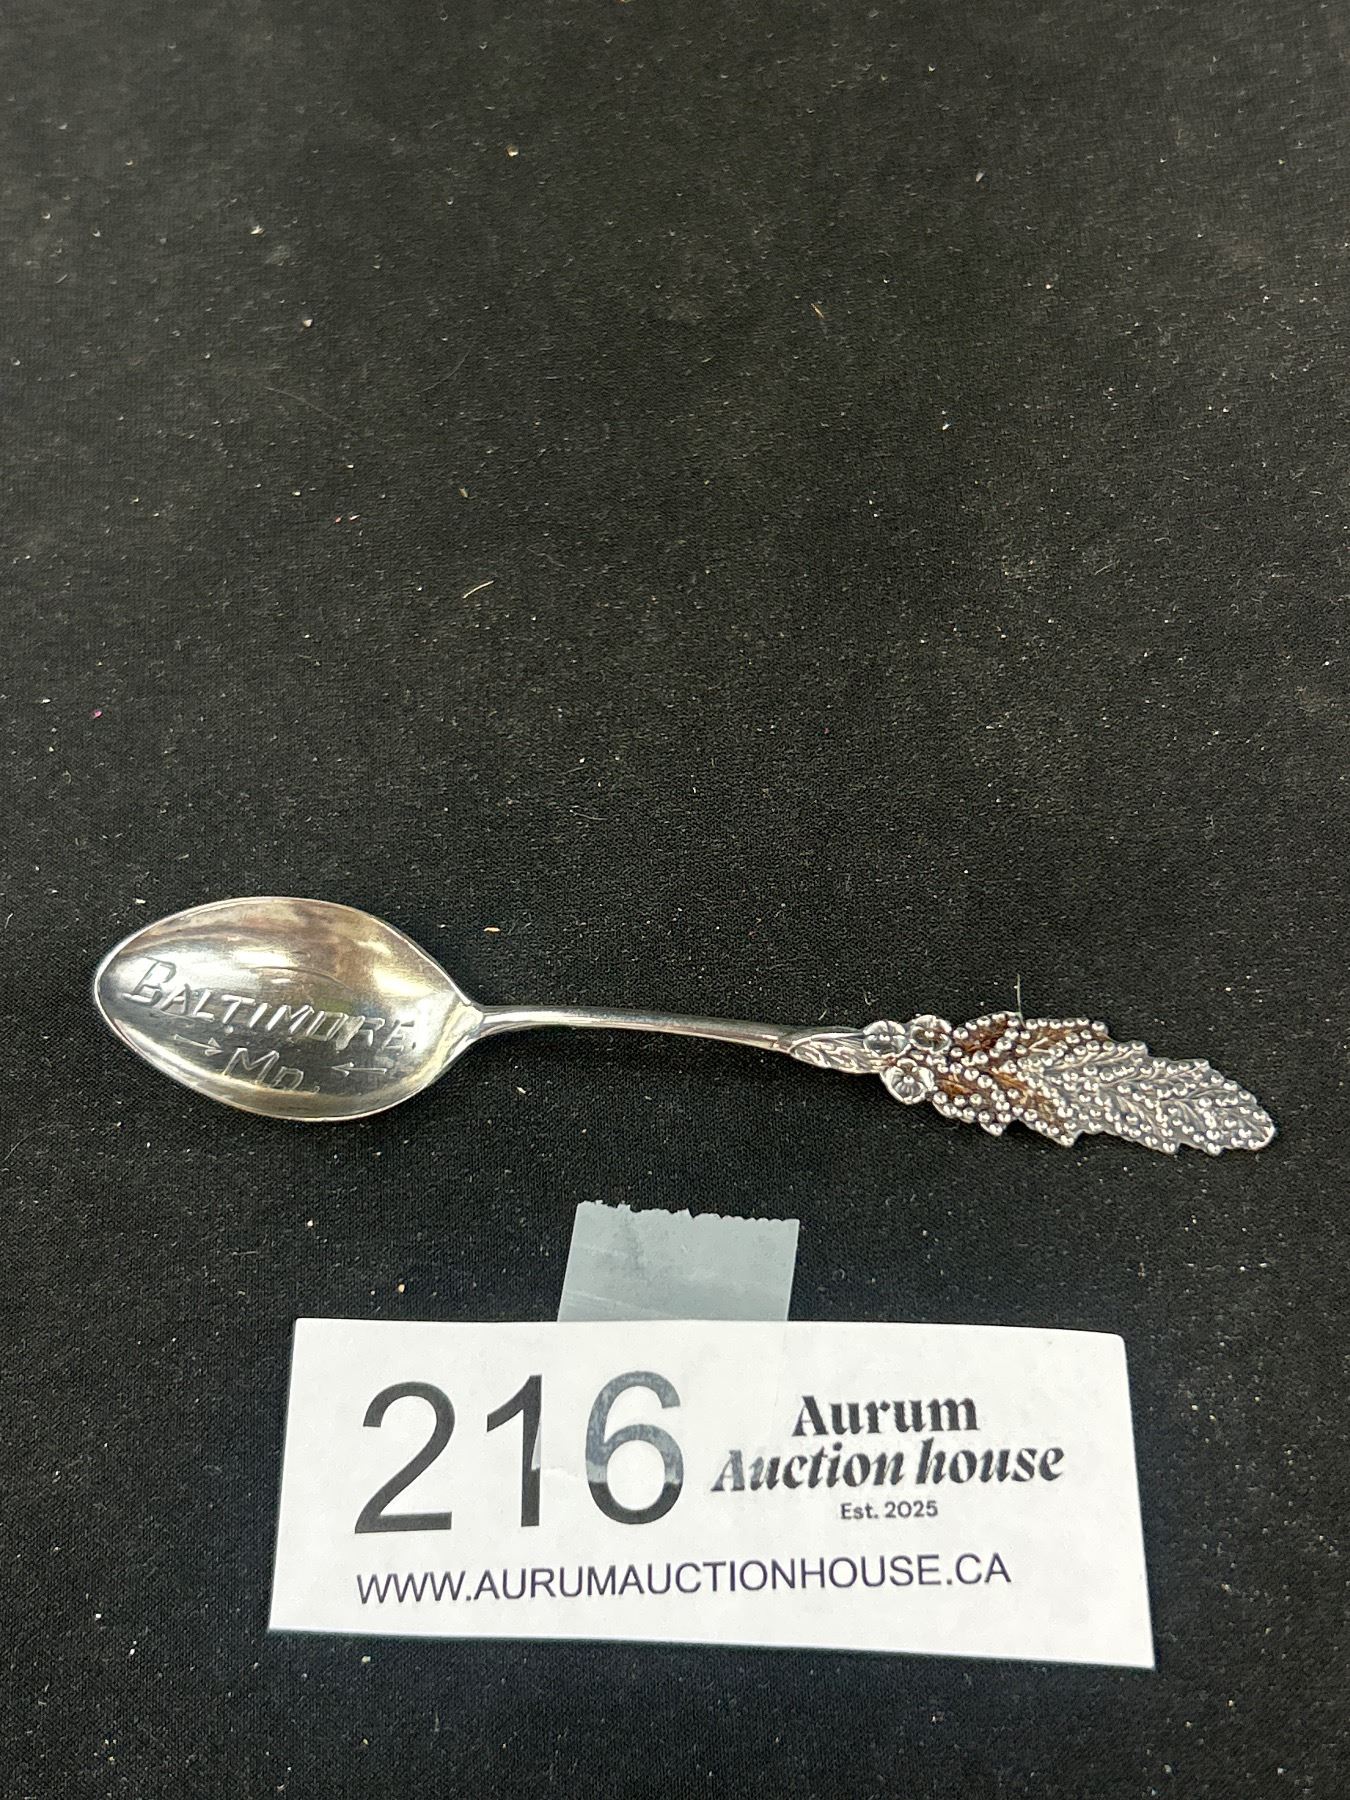 BALTIMORE
MD.
216
Aurum
Auction house
Est. 2025
WWW.AURUMAUCTIONHOUSE.CA